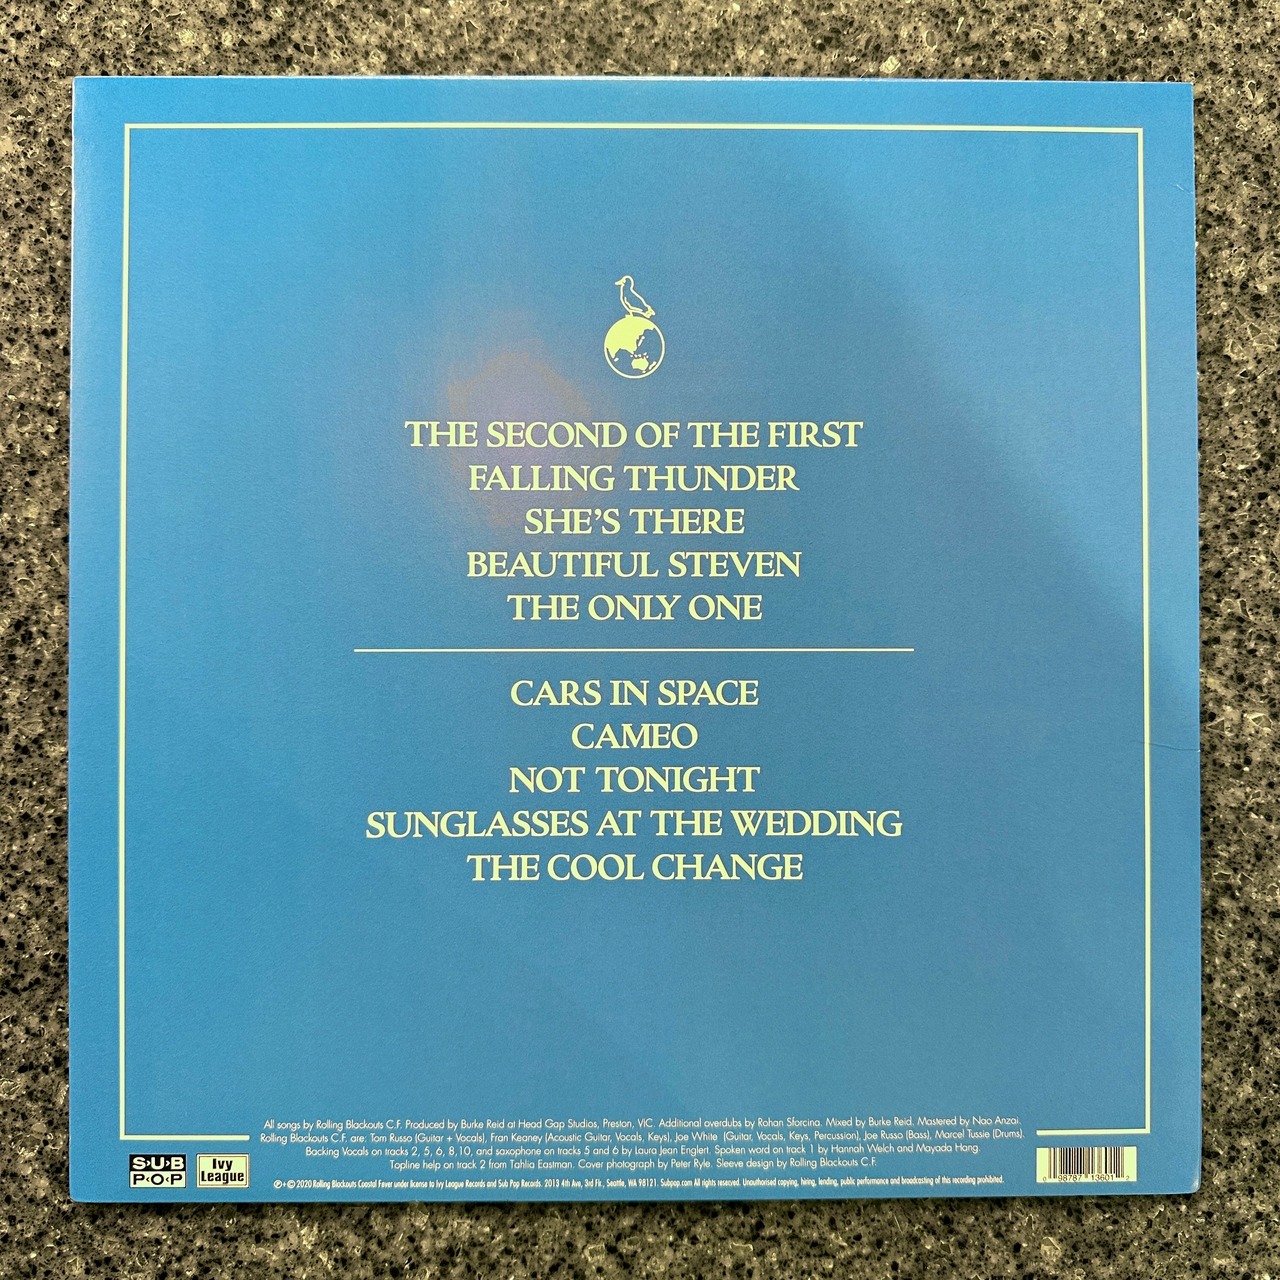 THE SECOND OF THE FIRST
FALLING THUNDER
SHE'S THERE
BEAUTIFUL STEVEN
THE ONLY ONE
CARS IN SPACE
CAMEO
NOT TONIGHT
SUNGLASSES AT THE WEDDING
THE COOL CHANGE
All songs by Rolling Blackouts C.F. Produced by Burke Reid at Head Gap Studios, Preston, VIC. Additional overdubs by Rohan Sforcina. Mixed by Burke Reid. Mastered by Nao Anzai.
Rolling Blackouts C.F. are: Tom Russo (Guitar + Vocals), Fran Keaney (Acoustic Guitar, Vocals, Keys), Joe White (Guitar, Vocals, Keys, Percussion), Joe Russo (Bass), Marcel Tussie (Drums).
Backing Vocals on tracks 2, 5, 6, 8,10, and saxophone on tracks 5 and 6 by Laura Jean Englert. Spoken word on track 1 by Hannah Welch and Mayada Hang.
Topline help on track 2 from Tahlia Eastman. Cover photograph by Peter Ryle. Sleeve design by Rolling Blackouts C.F.
℗+© 2020 Rolling Blackouts Coastal Fever under license to Ivy League Records and Sub Pop Records. 2013 4th Ave, 3rd Flr., Seattle, WA 98121. Subpop.com All rights reserved. Unauthorised copying, hiring, lending, public performance and broadcasting of this recording prohibited.
SUB
POP
Ivy
League
0 98787 13601 2